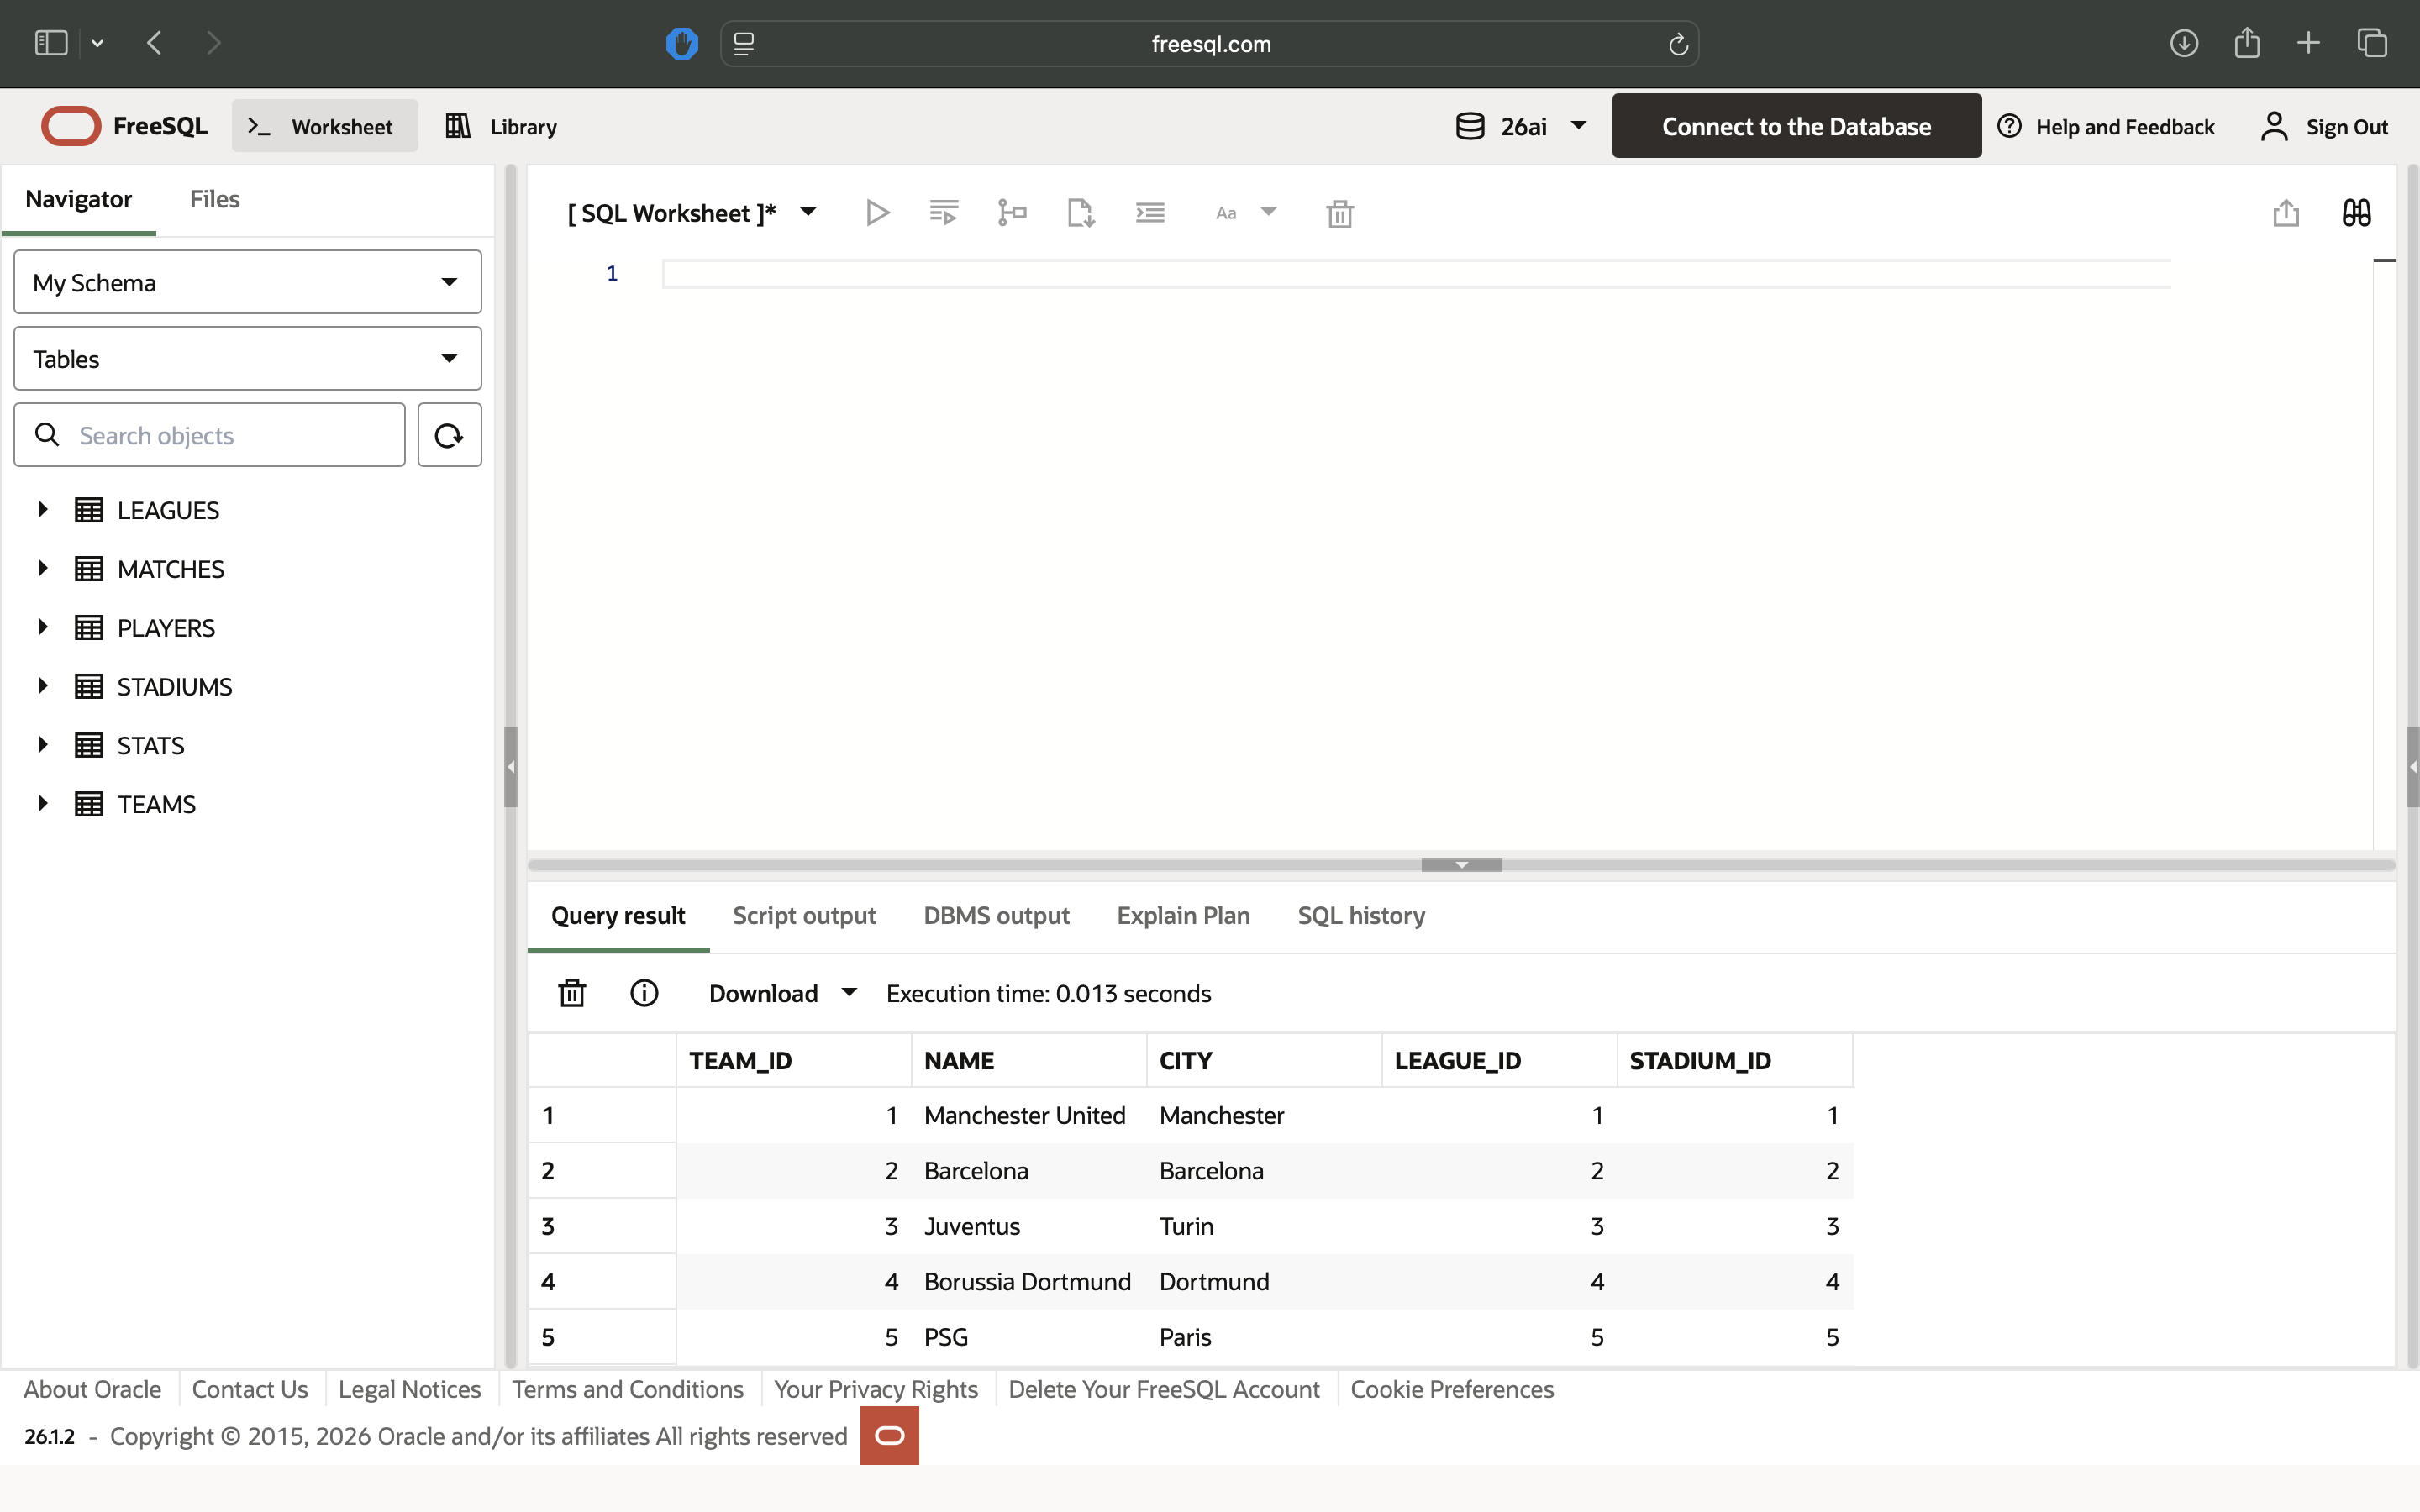 freesql.com
FreeSQL >_ Worksheet Library 26ai Connect to the Database Help and Feedback Sign Out
Navigator Files
My Schema
Tables
Search objects
LEAGUES
MATCHES
PLAYERS
STADIUMS
STATS
TEAMS
[ SQL Worksheet ]* Aa
1
Query result Script output DBMS output Explain Plan SQL history
Download Execution time: 0.013 seconds
TEAM_ID NAME CITY LEAGUE_ID STADIUM_ID
1 1 Manchester United Manchester 1 1
2 2 Barcelona Barcelona 2 2
3 3 Juventus Turin 3 3
4 4 Borussia Dortmund Dortmund 4 4
5 5 PSG Paris 5 5
About Oracle Contact Us Legal Notices Terms and Conditions Your Privacy Rights Delete Your FreeSQL Account Cookie Preferences
26.1.2 - Copyright © 2015, 2026 Oracle and/or its affiliates All rights reserved